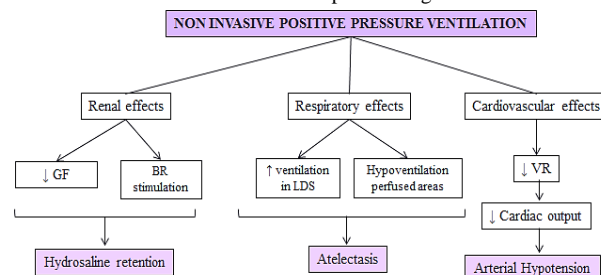 NON INVASIVE POSITIVE PRESSURE VENTILATION
Renal effects
Respiratory effects
Cardiovascular effects
↓ GF
BR
stimulation
↑ ventilation
in LDS
Hypoventilation
perfused areas
↓ VR
↓ Cardiac output
Hydrosaline retention
Atelectasis
Arterial Hypotension